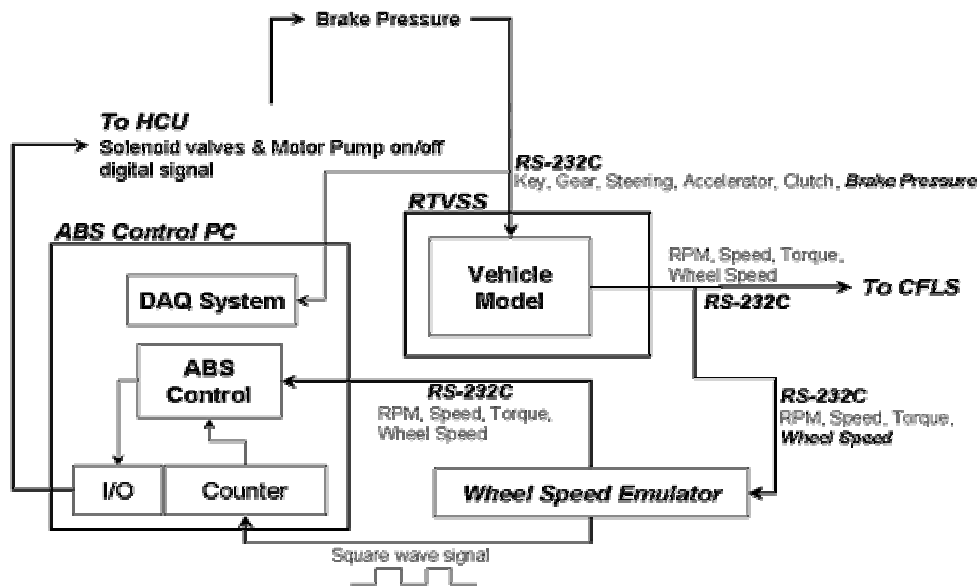 Brake Pressure
To HCU
Solenoid valves & Motor Pump on/off
digital signal
RS-232C
Key, Gear, Steering, Accelerator, Clutch, Brake Pressure
RTVSS
ABS Control PC
Vehicle
Model
RPM, Speed, Torque,
Wheel Speed
To CFLS
RS-232C
DAQ System
ABS
Control
RS-232C
RPM, Speed, Torque,
Wheel Speed
RS-232C
RPM, Speed, Torque,
Wheel Speed
I/O
Counter
Wheel Speed Emulator
Square wave signal